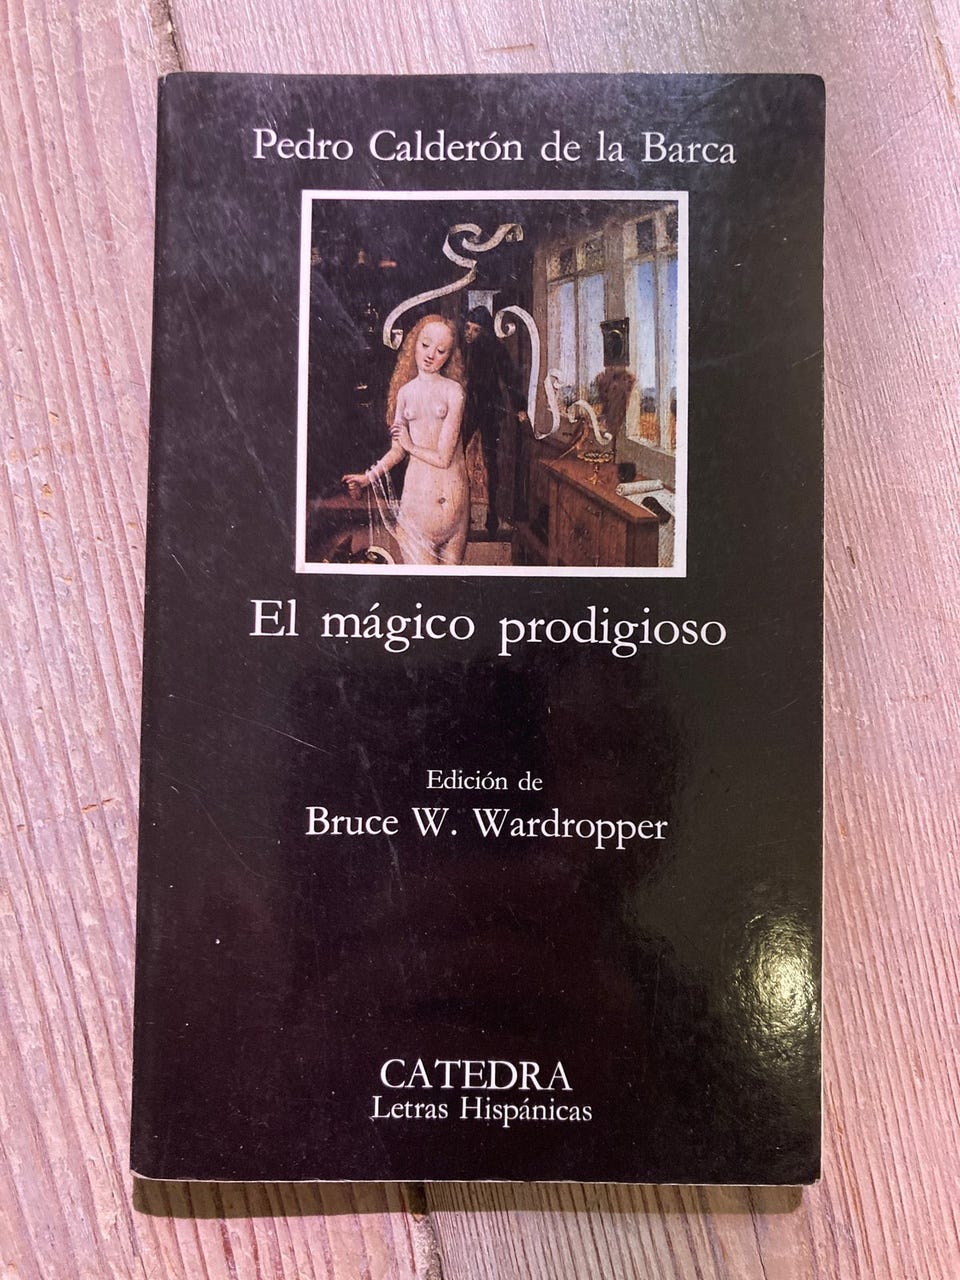 Pedro Calderón de la Barca
El mágico prodigioso
Edición de
Bruce W. Wardropper
CATEDRA
Letras Hispánicas